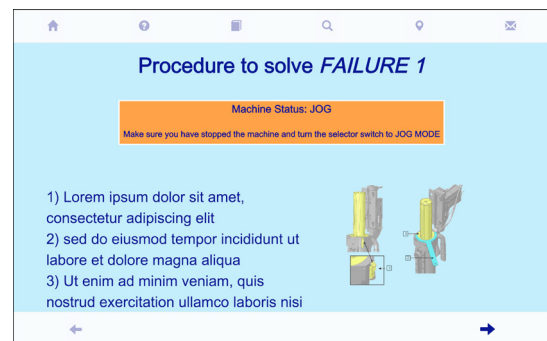 Procedure to solve FAILURE 1
Machine Status: JOG
Make sure you have stopped the machine and turn the selector switch to JOG MODE
1) Lorem ipsum dolor sit amet,
consectetur adipiscing elit
2) sed do eiusmod tempor incididunt ut
labore et dolore magna aliqua
3) Ut enim ad minim veniam, quis
nostrud exercitation ullamco laboris nisi